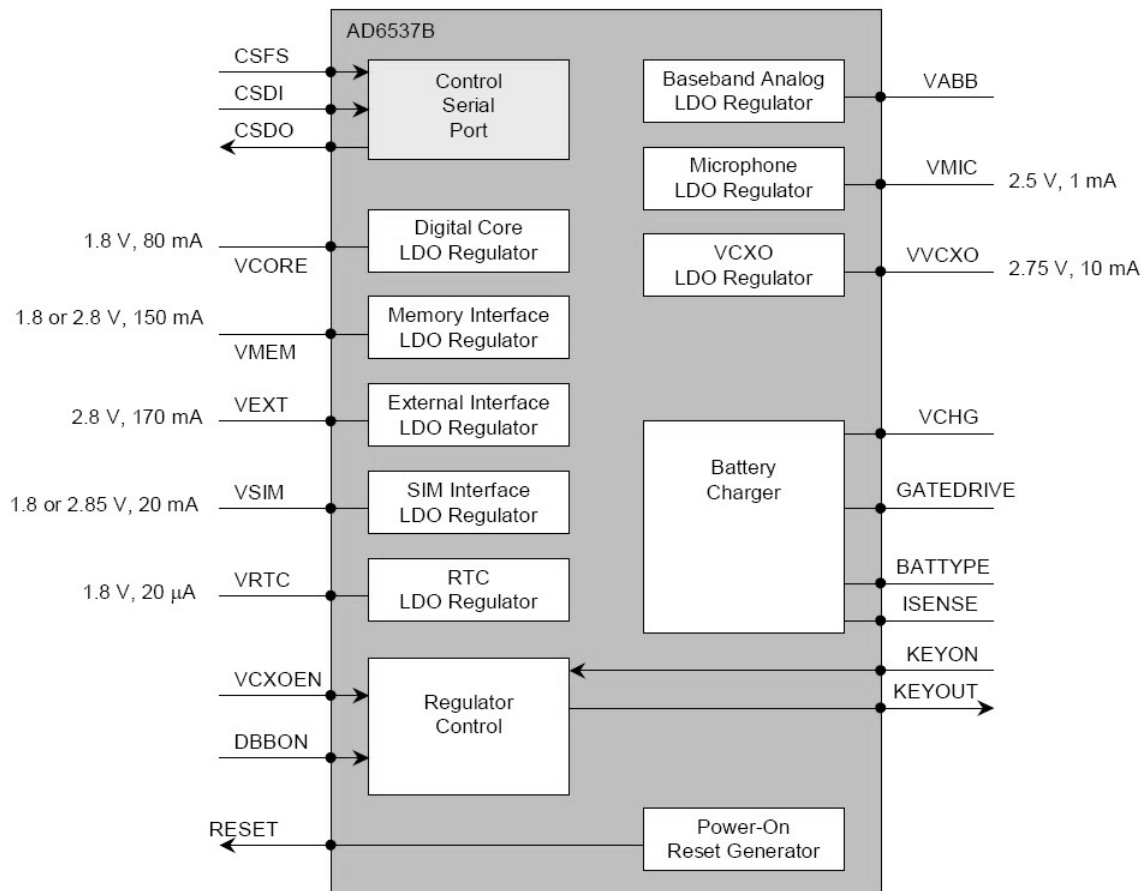 AD6537B
CSFS
CSDI
CSDO
Control
Serial
Port
Baseband Analog
LDO Regulator
VABB
Microphone
LDO Regulator
VMIC
2.5 V, 1 mA
1.8 V, 80 mA
VCORE
Digital Core
LDO Regulator
VCXO
LDO Regulator
VVCXO
2.75 V, 10 mA
1.8 or 2.8 V, 150 mA
VMEM
Memory Interface
LDO Regulator
2.8 V, 170 mA
VEXT
External Interface
LDO Regulator
Battery
Charger
VCHG
GATEDRIVE
BATTYPE
ISENSE
1.8 or 2.85 V, 20 mA
VSIM
SIM Interface
LDO Regulator
1.8 V, 20 μA
VRTC
RTC
LDO Regulator
VCXOEN
DBBON
Regulator
Control
KEYON
KEYOUT
RESET
Power-On
Reset Generator